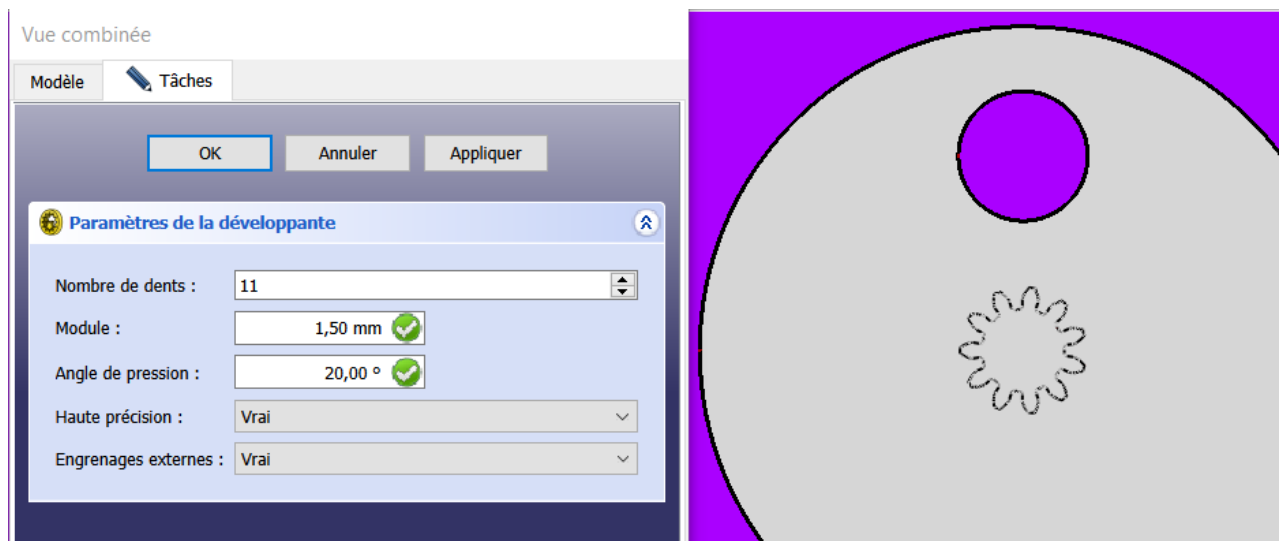 Vue combinée
Modèle Tâches
OK Annuler Appliquer
Paramètres de la développante
Nombre de dents : 11
Module : 1,50 mm
Angle de pression : 20,00 °
Haute précision : Vrai
Engrenages externes : Vrai